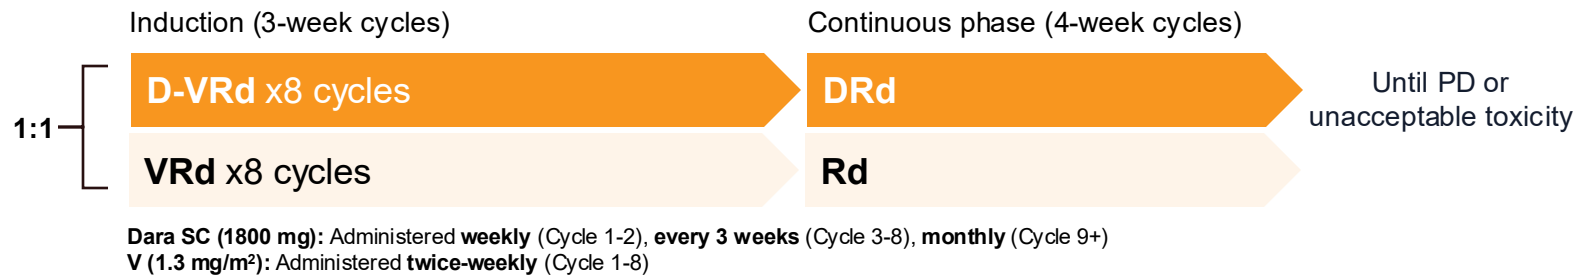 Induction (3-week cycles)
Continuous phase (4-week cycles)
1:1
D-VRd x8 cycles
DRd
Until PD or
unacceptable toxicity
VRd x8 cycles
Rd
Dara SC (1800 mg): Administered weekly (Cycle 1-2), every 3 weeks (Cycle 3-8), monthly (Cycle 9+)
V (1.3 mg/m²): Administered twice-weekly (Cycle 1-8)